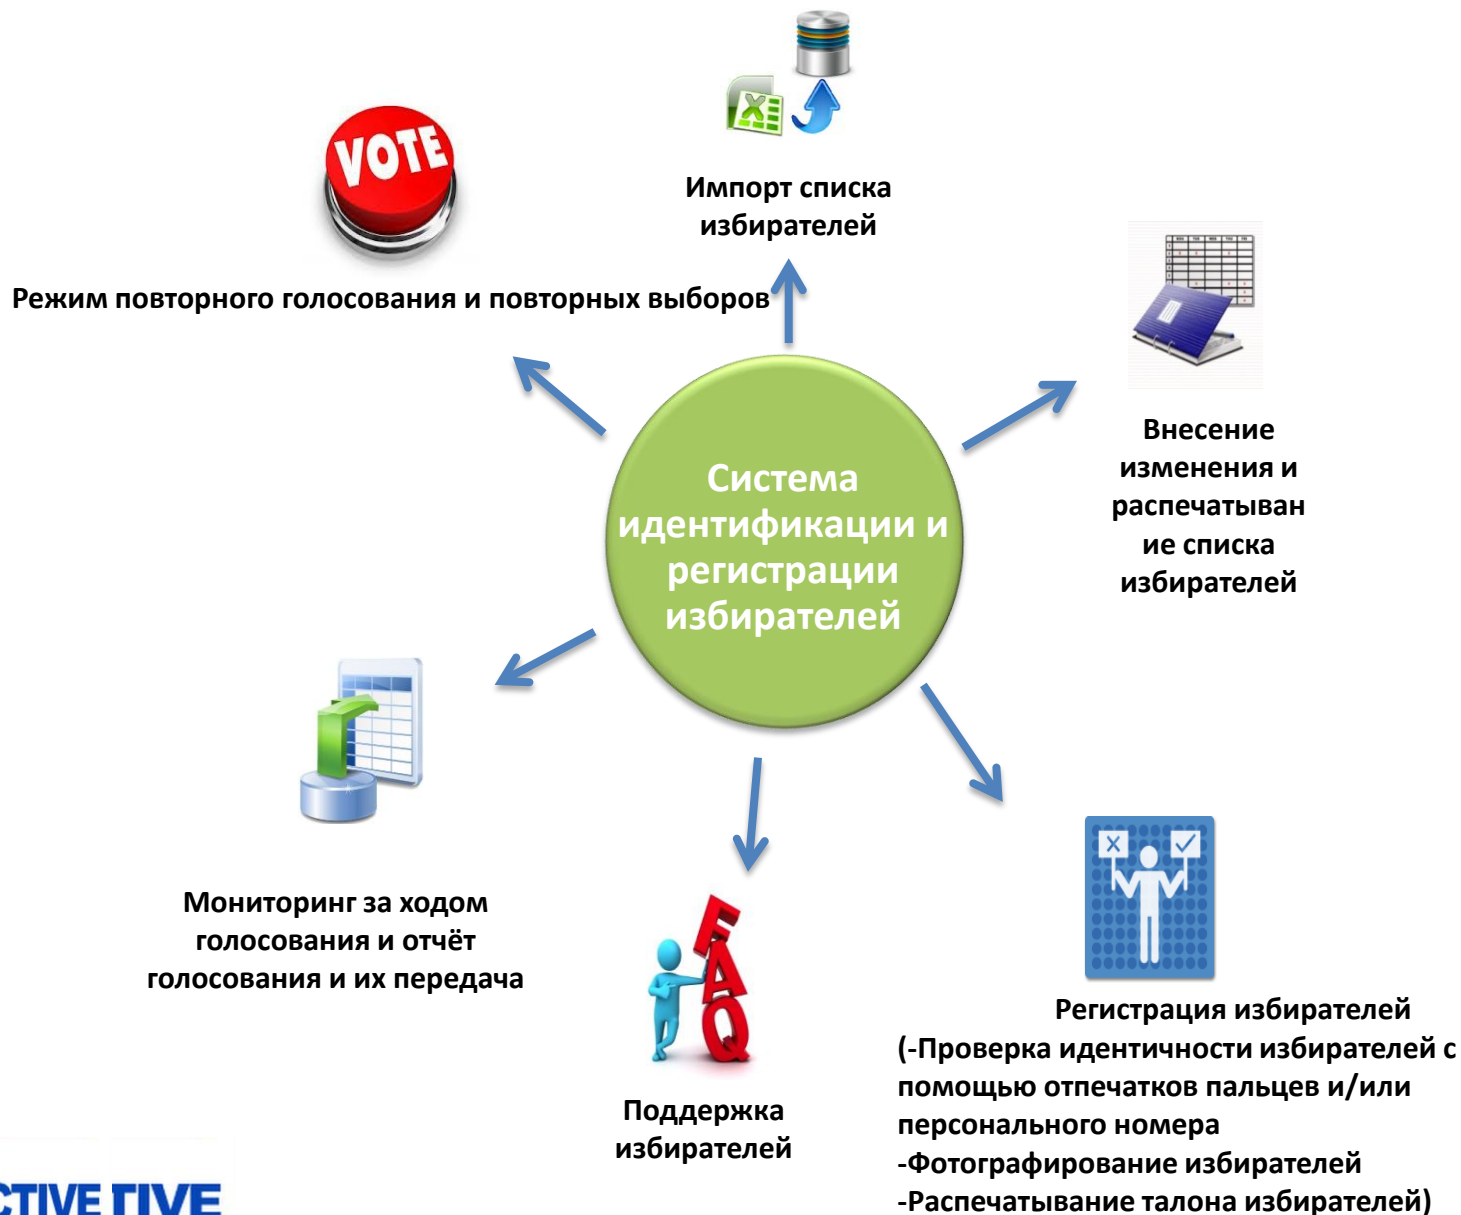 VOTE
Импорт списка
избирателей
Режим повторного голосования и повторных выборов
Внесение
изменения и
распечатыван
ие списка
избирателей
Система
идентификации и
регистрации
избирателей
Мониторинг за ходом
голосования и отчёт
голосования и их передача
FAQ
Поддержка
избирателей
Регистрация избирателей
(-Проверка идентичности избирателей с
помощью отпечатков пальцев и/или
персонального номера
-Фотографирование избирателей
-Распечатывание талона избирателей)
CTIVE TIVE